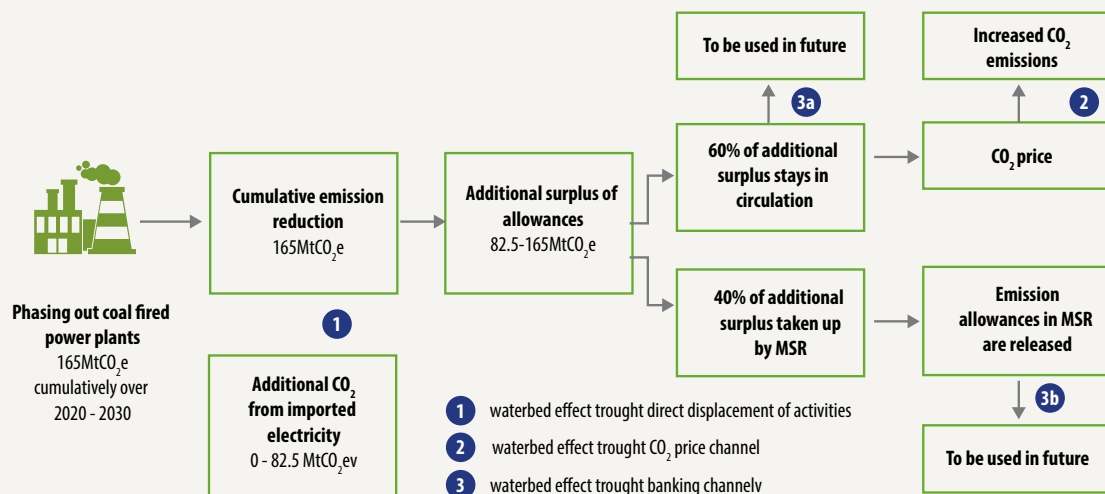 Phasing out coal fired
power plants
165MtCO₂e
cumulatively over
2020 - 2030
Cumulative emission
reduction
165MtCO₂e
1
Additional CO₂
from imported
electricity
0 - 82.5 MtCO₂ev
Additional surplus of
allowances
82.5-165MtCO₂e
To be used in future
3a
60% of additional
surplus stays in
circulation
Increased CO₂
emissions
2
CO₂ price
40% of additional
surplus taken up
by MSR
Emission
allowances in MSR
are released
3b
To be used in future
1 waterbed effect trought direct displacement of activities
2 waterbed effect trought CO₂ price channel
3 waterbed effect trought banking channelv